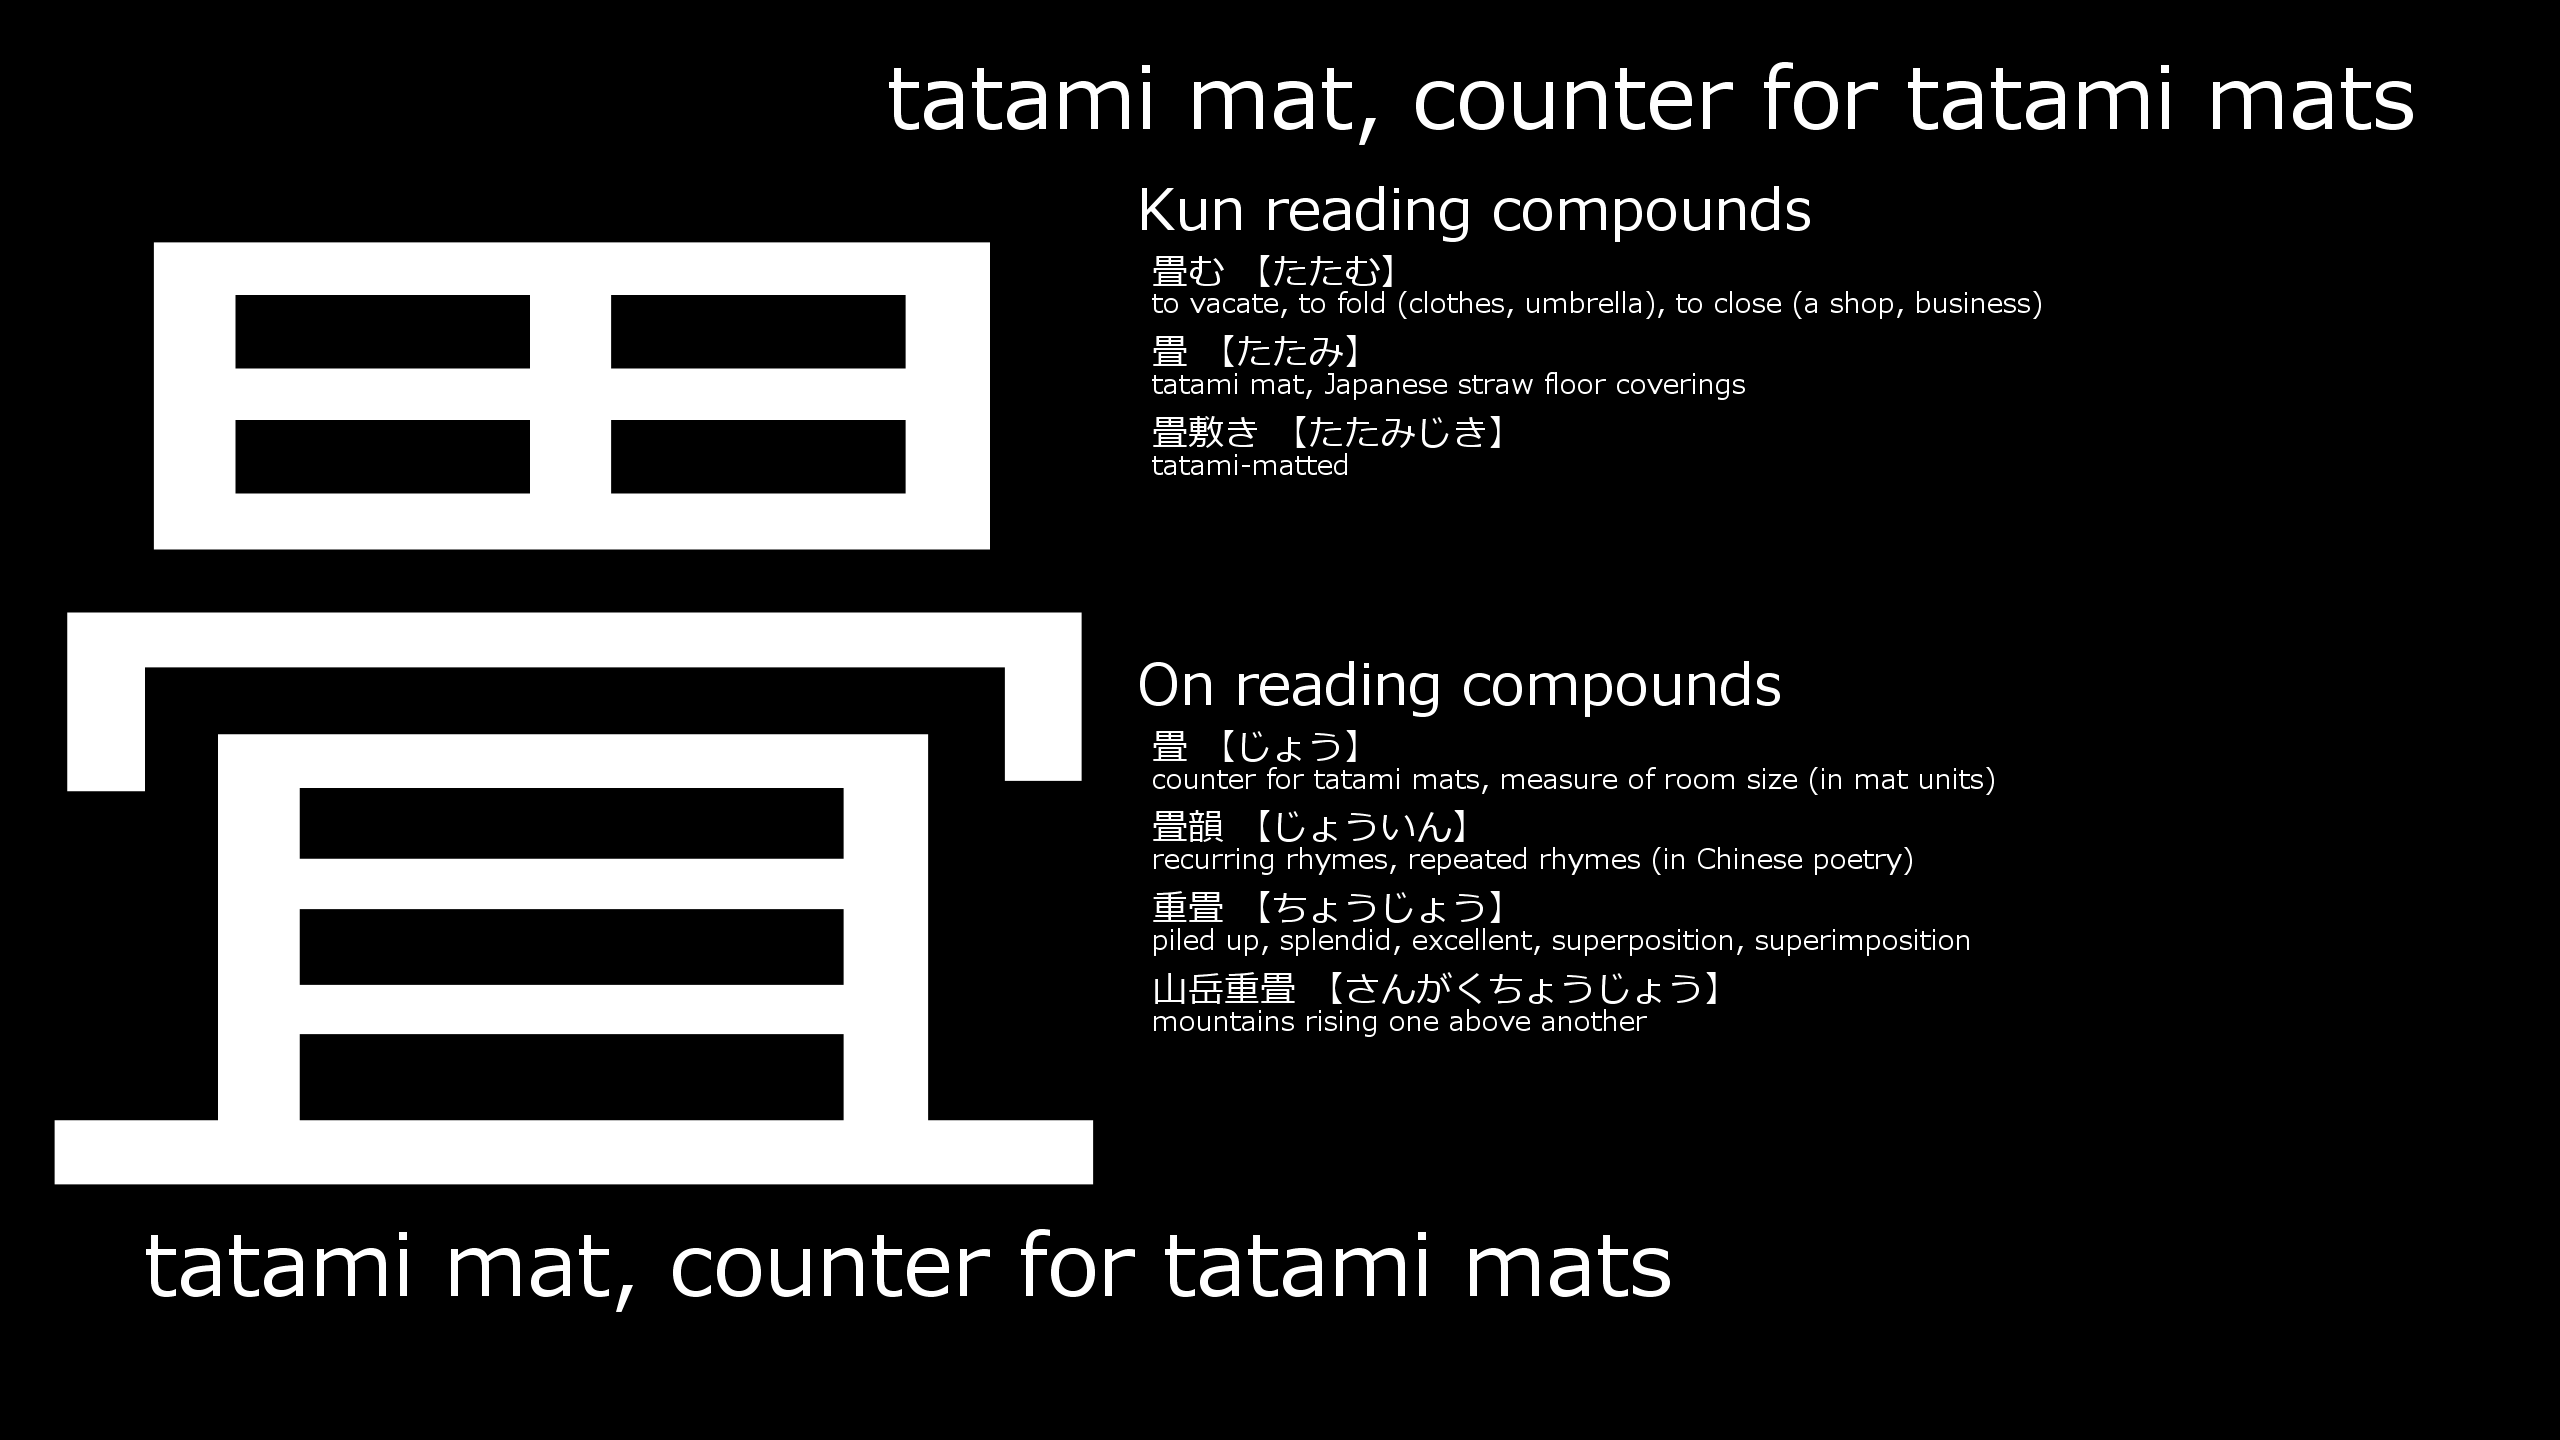 tatami mat, counter for tatami mats
畳
Kun reading compounds
畳む 【たたむ】
to vacate, to fold (clothes, umbrella), to close (a shop, business)
畳 【たたみ】
tatami mat, Japanese straw floor coverings
畳敷き 【たたみじき】
tatami-matted
On reading compounds
畳 【じょう】
counter for tatami mats, measure of room size (in mat units)
畳韻 【じょういん】
recurring rhymes, repeated rhymes (in Chinese poetry)
重畳 【ちょうじょう】
piled up, splendid, excellent, superposition, superimposition
山岳重畳 【さんがくちょうじょう】
mountains rising one above another
tatami mat, counter for tatami mats